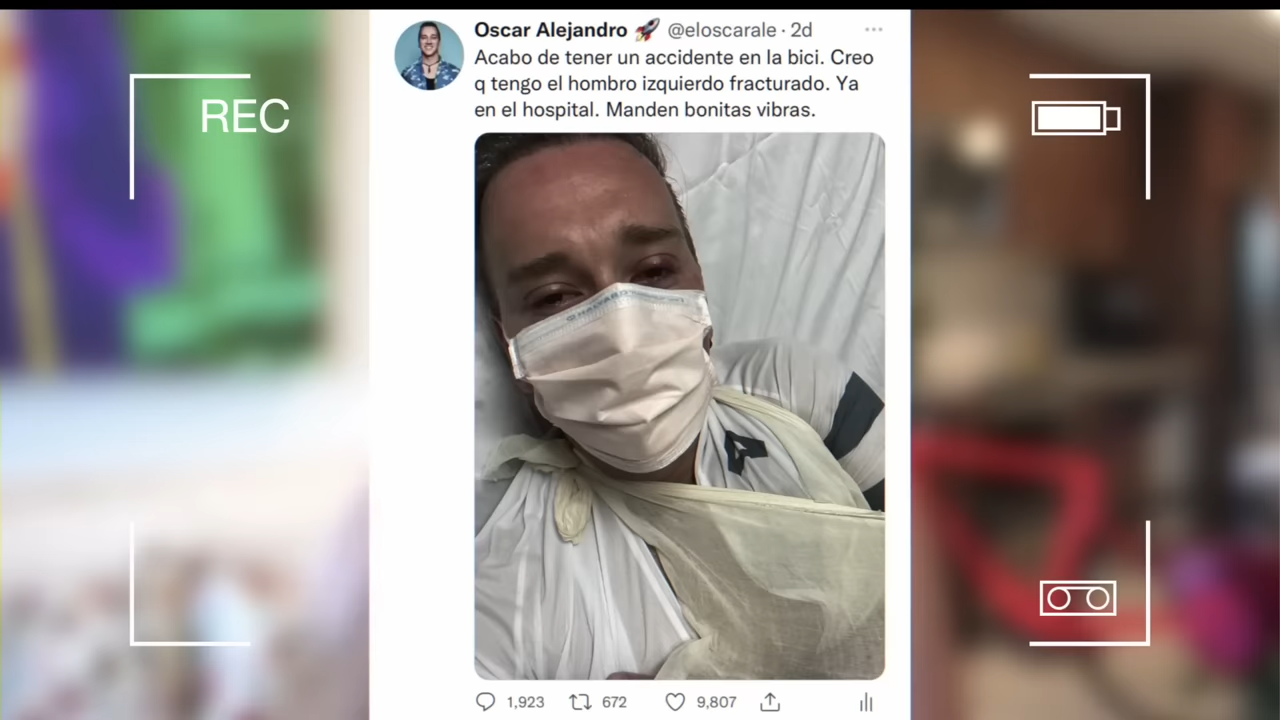 Oscar Alejandro 🚀 @eloscarale · 2d
REC
Acabo de tener un accidente en la bici. Creo
q tengo el hombro izquierdo fracturado. Ya
en el hospital. Manden bonitas vibras.
HALYARD
1,923 672 9,807